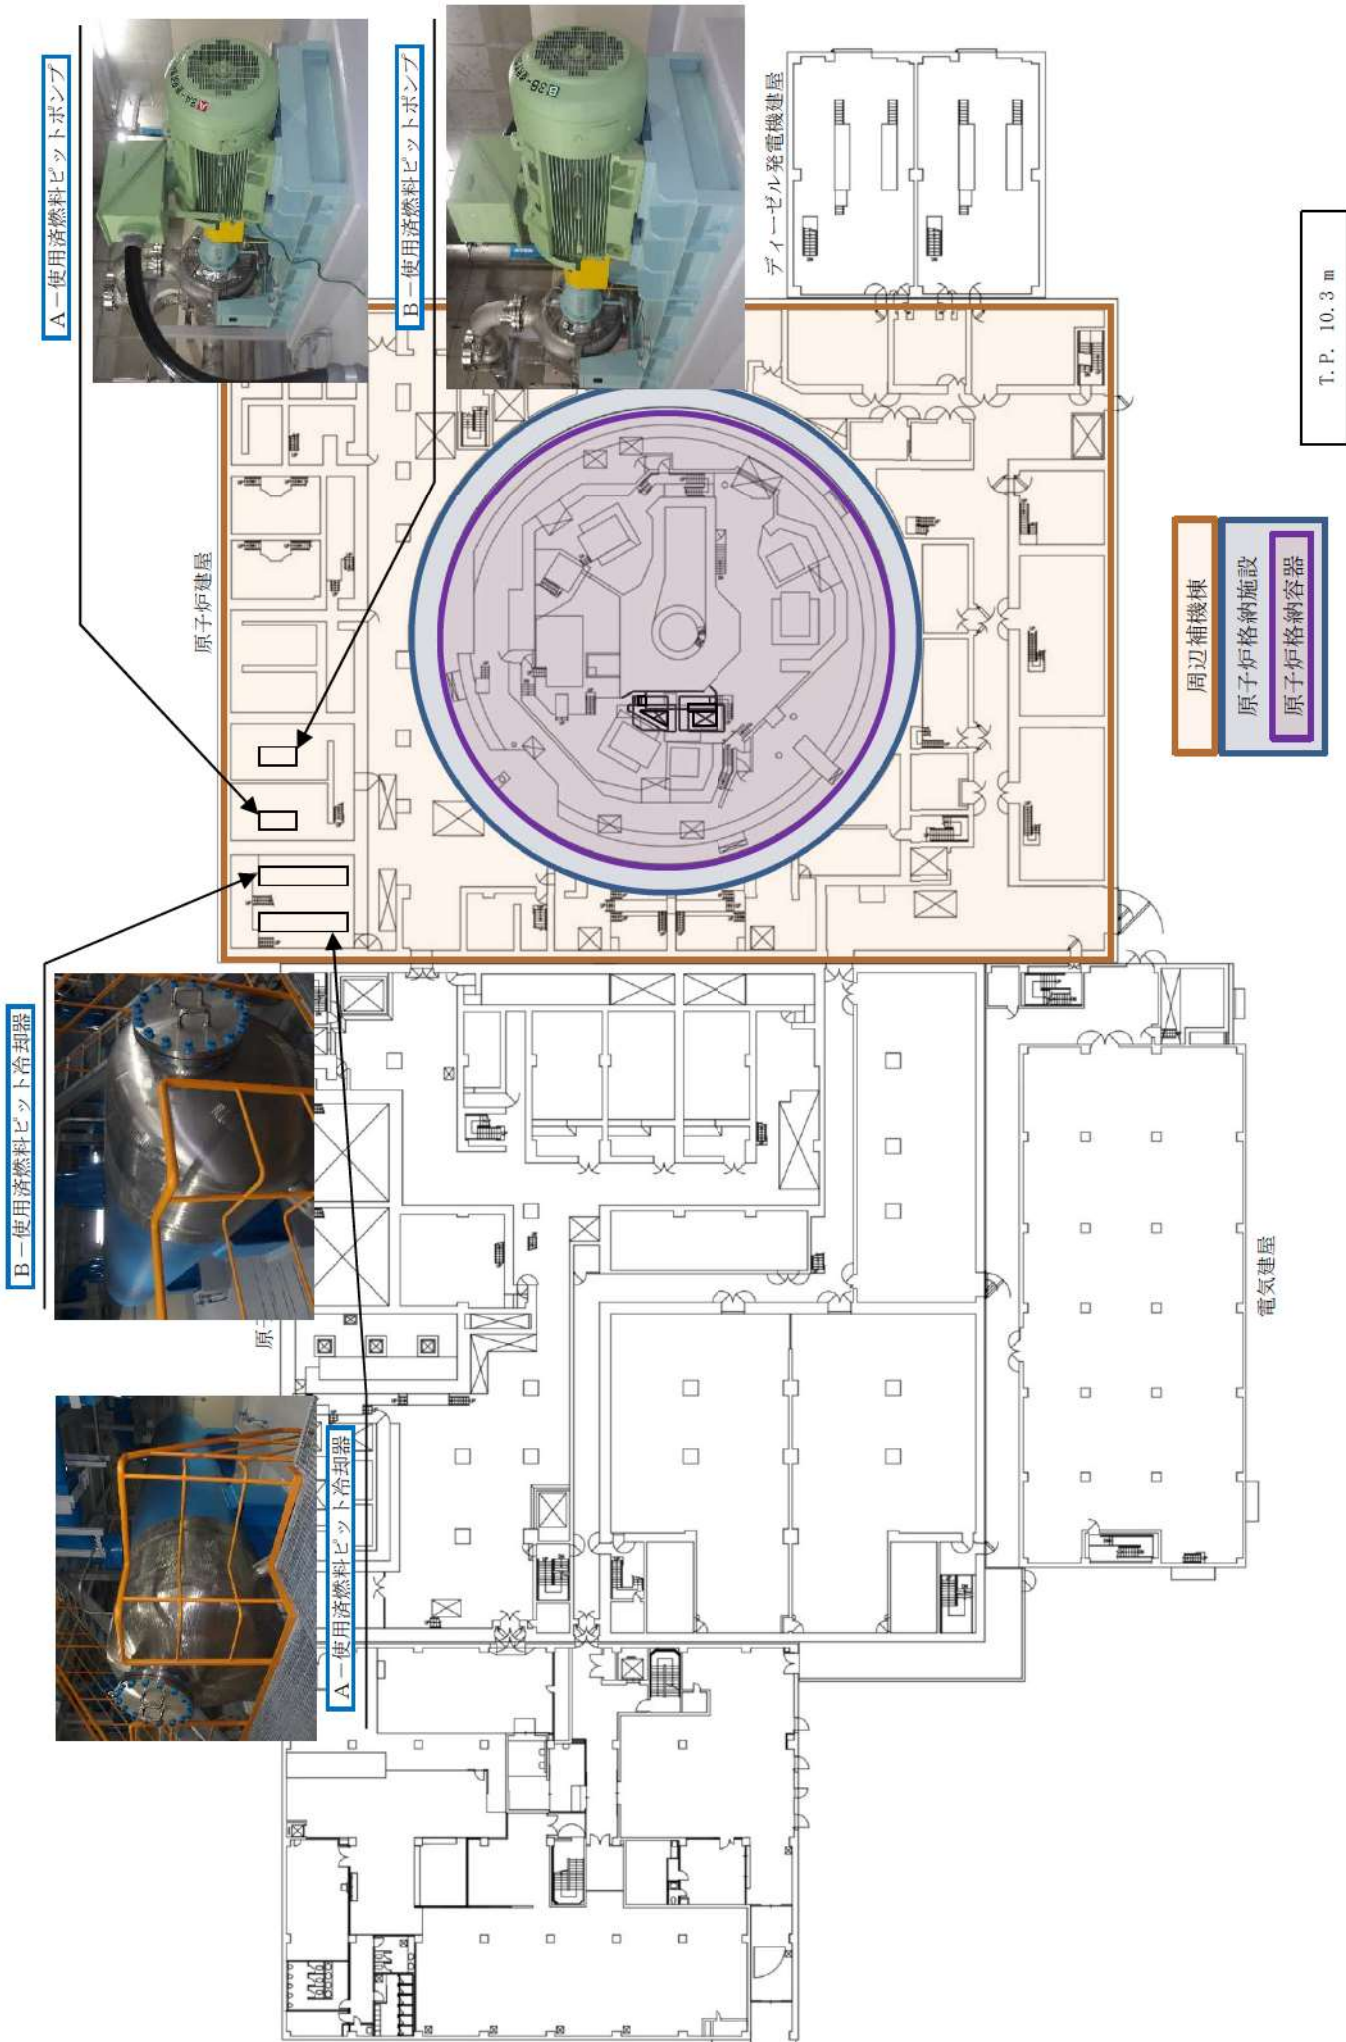 A－使用済燃料ピットポンプ
B－使用済燃料ピットポンプ
B－使用済燃料ピット冷却器
A－使用済燃料ピット冷却器
原子炉建屋
ディーゼル発電機建屋
原子
電気建屋
周辺補機棟
原子炉格納施設
原子炉格納容器
T.P. 10.3 m